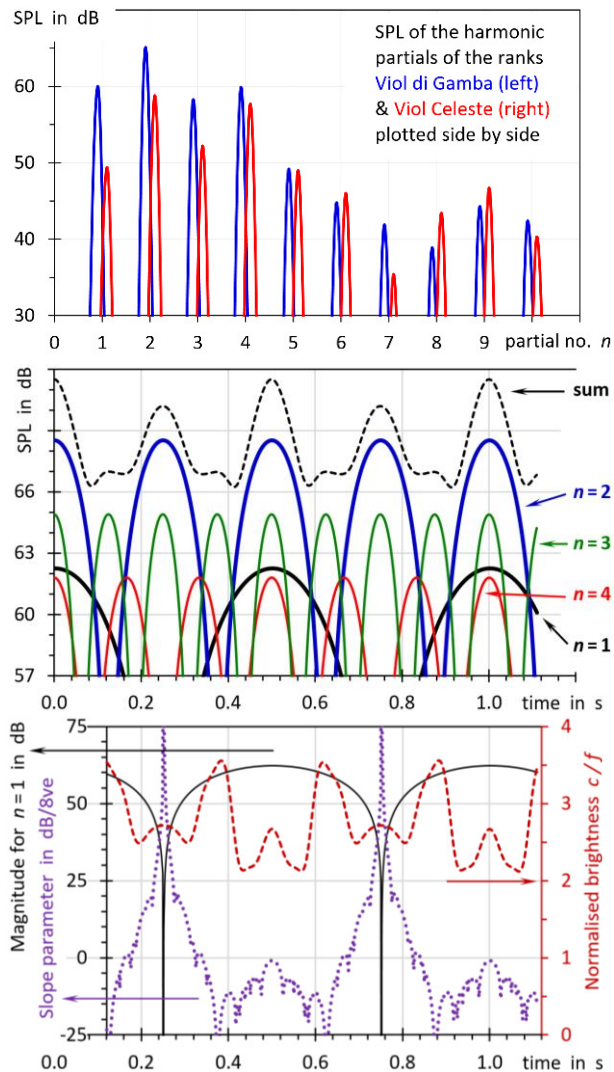 SPL in dB
SPL of the harmonic
partials of the ranks
Viol di Gamba (left)
& Viol Celeste (right)
plotted side by side
60
50
40
30
0 1 2 3 4 5 6 7 8 9 partial no. n
SPL in dB
66
63
60
57
sum
n = 2
n = 3
n = 4
n = 1
0.0 0.2 0.4 0.6 0.8 1.0 time in s
Magnitude for n = 1 in dB
Slope parameter in dB/8ve
75
50
25
0
-25
Normalised brightness c / f
4
3
2
1
0
0.0 0.2 0.4 0.6 0.8 1.0 time in s